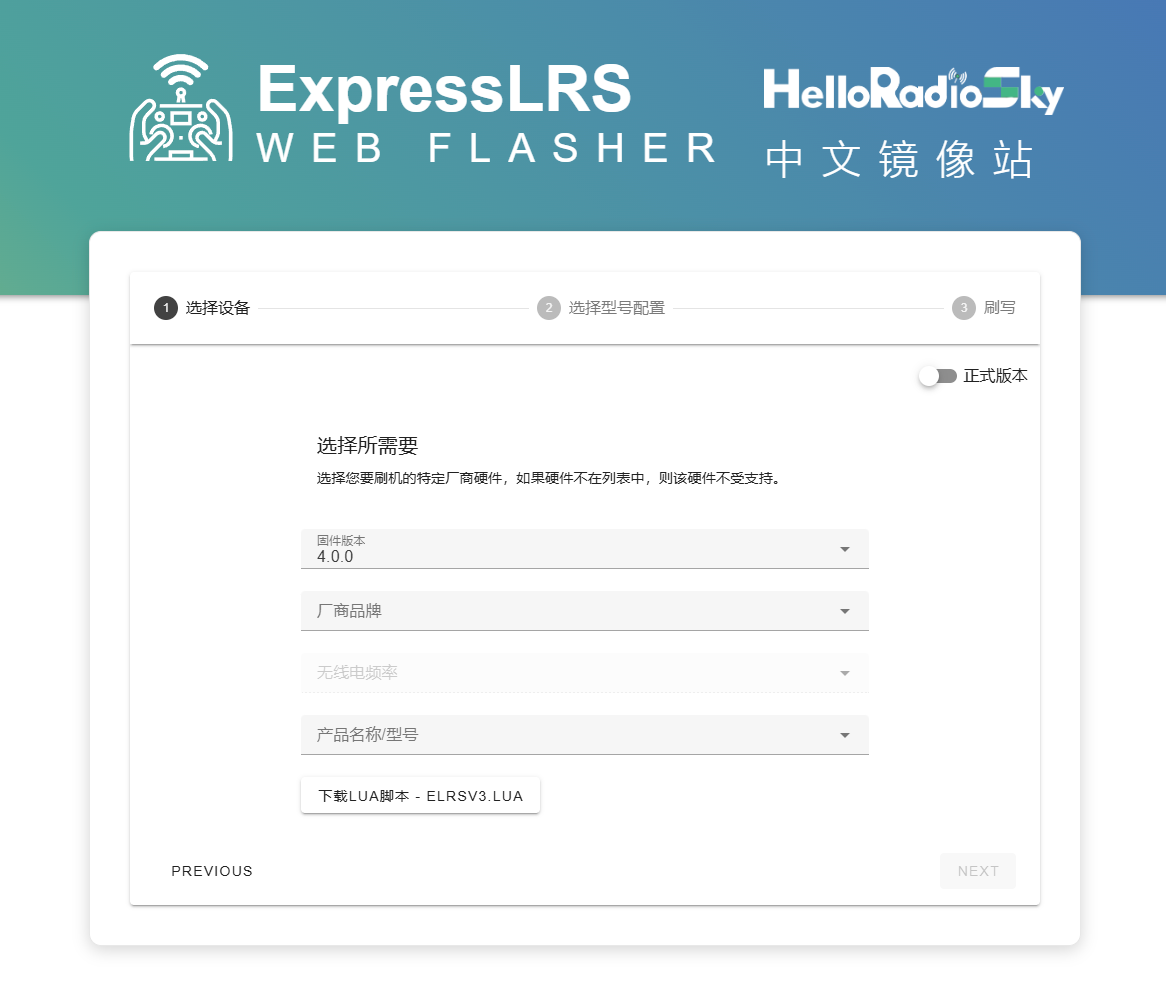 ExpressLRS
WEB FLASHER
HelloRadioSky
中文镜像站
1 选择设备
2 选择型号配置
3 刷写
正式版本
选择所需要
选择您要刷机的特定厂商硬件，如果硬件不在列表中，则该硬件不受支持。
固件版本
4.0.0
厂商品牌
无线电频率
产品名称/型号
下载LUA脚本 - ELRSV3.LUA
PREVIOUS
NEXT